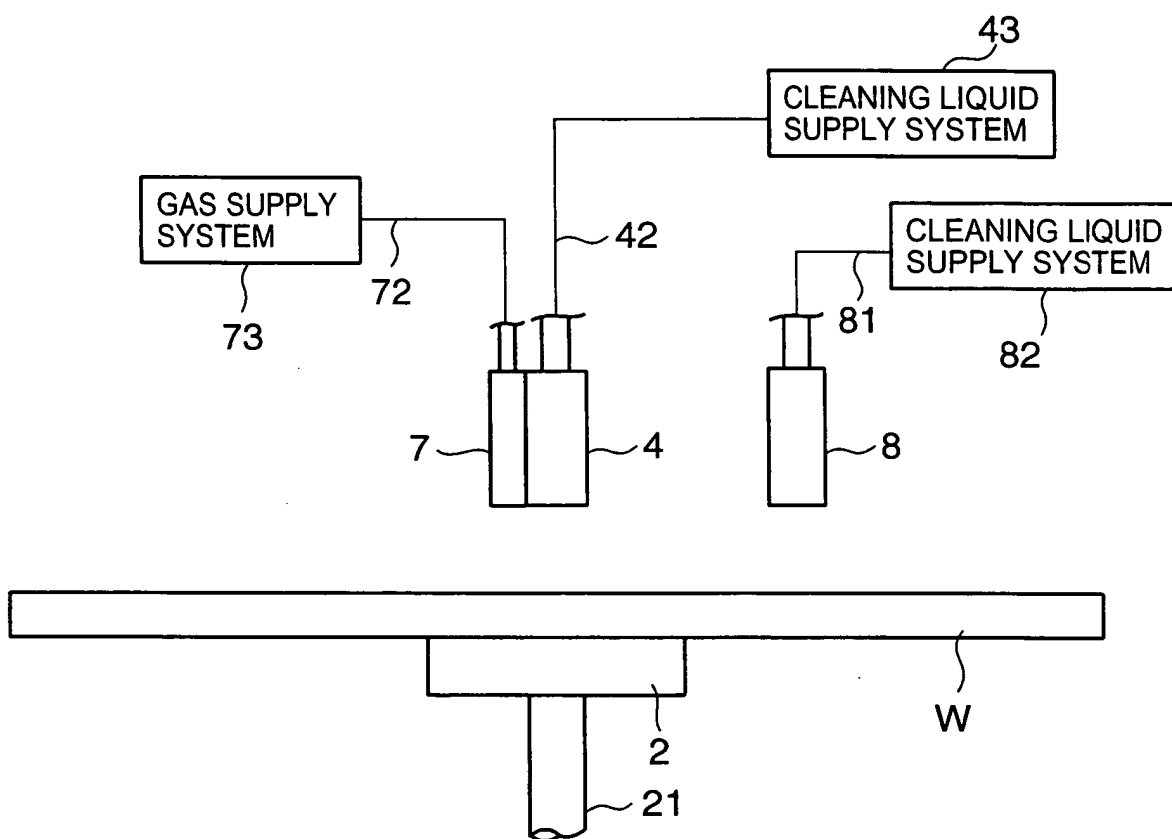 43
CLEANING LIQUID
SUPPLY SYSTEM
GAS SUPPLY
SYSTEM
42
CLEANING LIQUID
SUPPLY SYSTEM
72
81
73
82
7
4
8
2
W
21